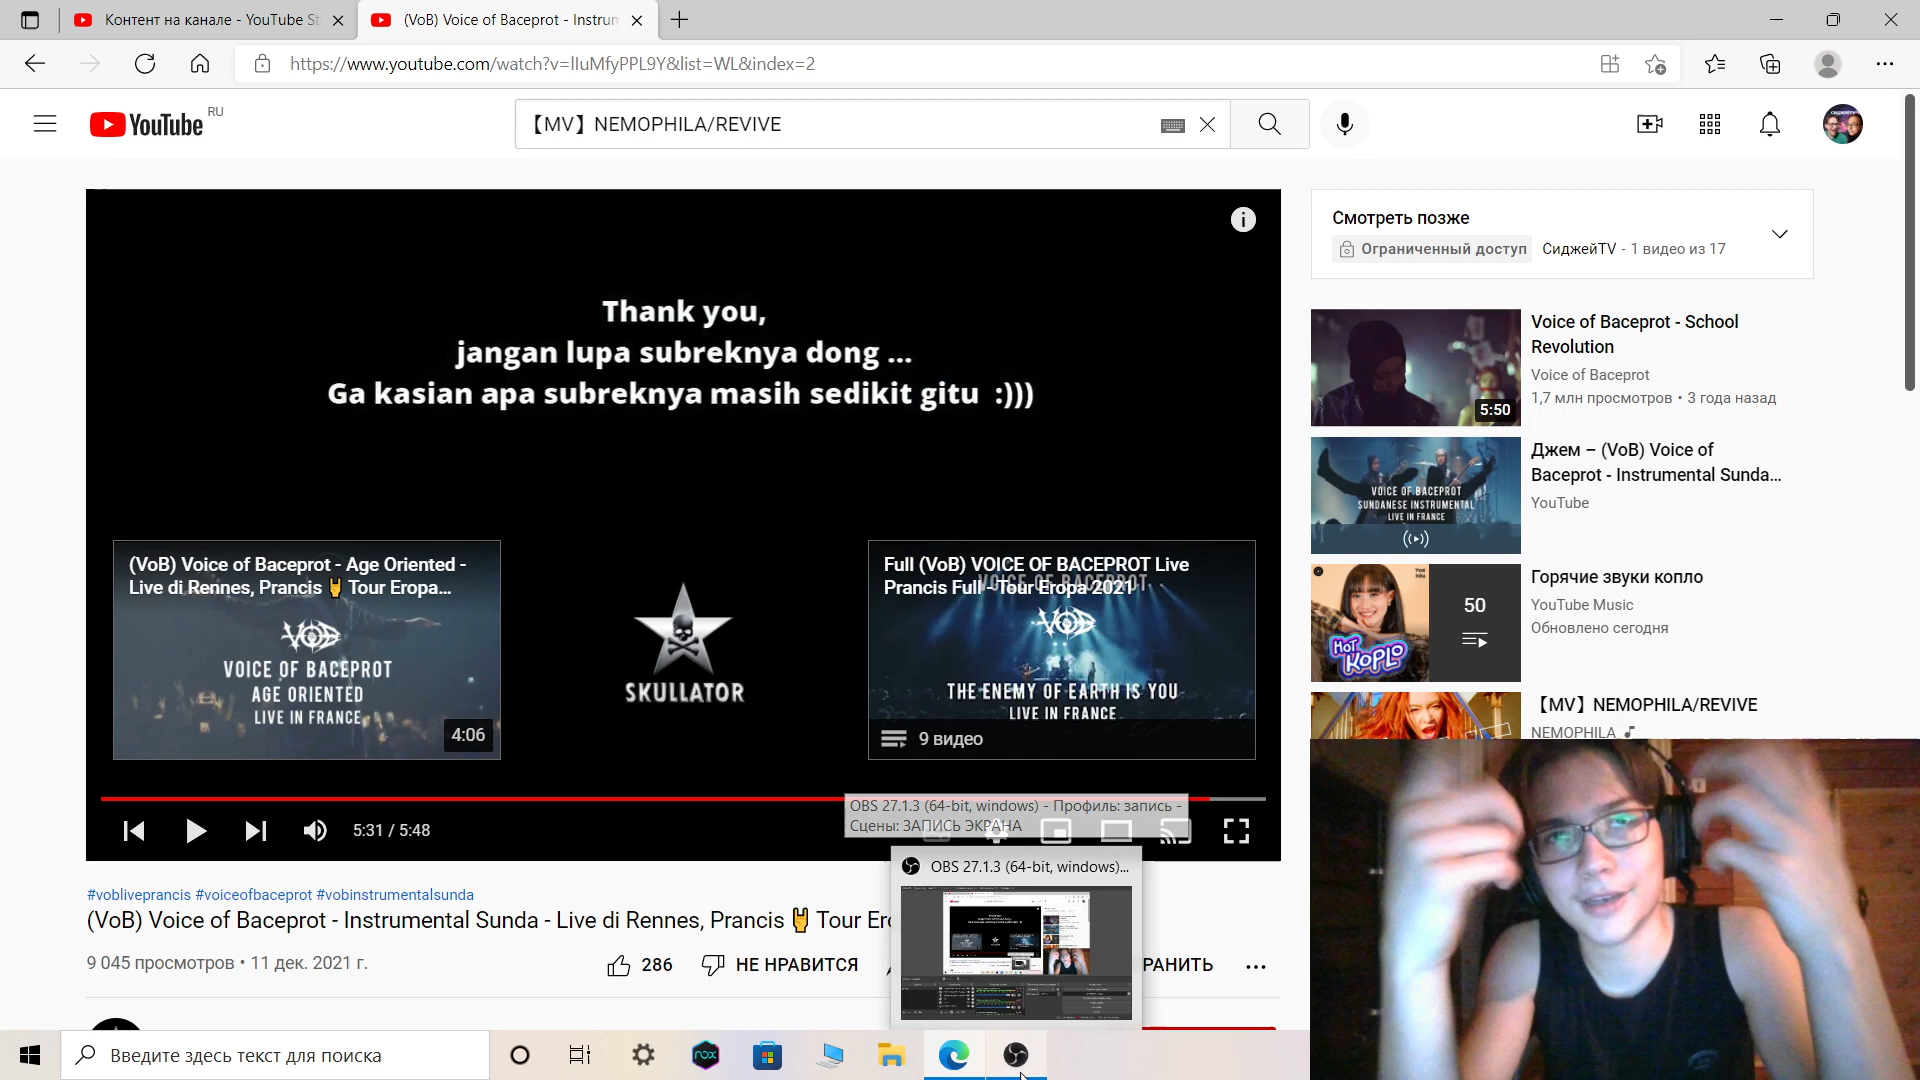 Контент на канале - YouTube St
(VoB) Voice of Baceprot - Instrum
https://www.youtube.com/watch?v=lIuMfyPPL9Y&list=WL&index=2
YouTube RU
【MV】NEMOPHILA/REVIVE
Thank you,
jangan lupa subreknya dong ...
Ga kasian apa subreknya masih sedikit gitu :)))
(VoB) Voice of Baceprot - Age Oriented -
Live di Rennes, Prancis🤘Tour Eropa...
VOB
VOICE OF BACEPROT
AGE ORIENTED
LIVE IN FRANCE
4:06
SKULLATOR
Full (VoB) VOICE OF BACEPROT Live
Prancis Full - Tour Eropa 2021
VOICE OF BACEPROT
VOB
THE ENEMY OF EARTH IS YOU
LIVE IN FRANCE
9 видео
5:31 / 5:48
OBS 27.1.3 (64-bit, windows) - Профиль: запись -
Сцены: ЗАПИСЬ ЭКРАНА
OBS 27.1.3 (64-bit, windows)...
#vobliveprancis #voiceofbaceprot #vobinstrumentalsunda
(VoB) Voice of Baceprot - Instrumental Sunda - Live di Rennes, Prancis🤘Tour Er
9 045 просмотров • 11 дек. 2021 г.
286
НЕ НРАВИТСЯ
РАНИТЬ
Смотреть позже
Ограниченный доступ
СиджейTV - 1 видео из 17
Voice of Baceprot - School
Revolution
Voice of Baceprot
1,7 млн просмотров • 3 года назад
5:50
Джем – (VoB) Voice of
Baceprot - Instrumental Sunda...
YouTube
VOICE OF BACEPROT
SUNDANESE INSTRUMENTAL
LIVE IN FRANCE
Горячие звуки копло
YouTube Music
Обновлено сегодня
50
HOT KOPLO
【MV】NEMOPHILA/REVIVE
NEMOPHILA
Введите здесь текст для поиска
nox